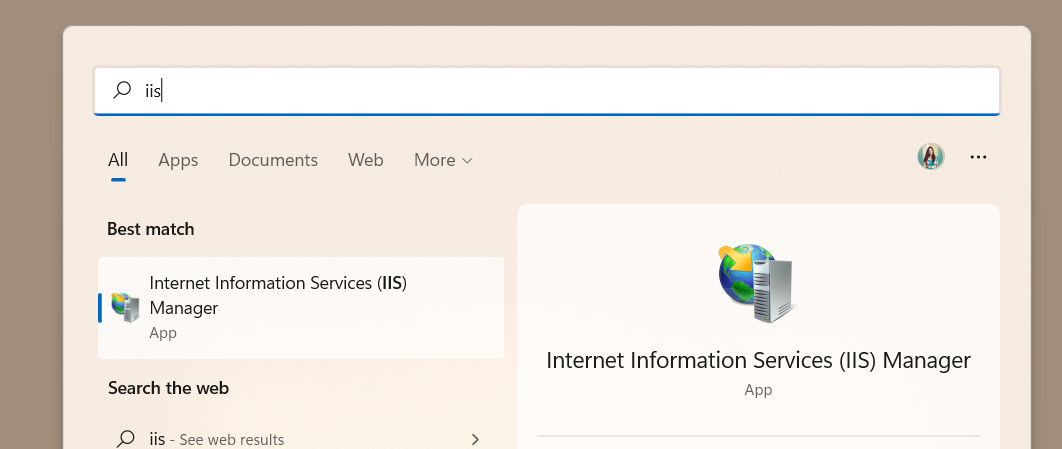 iis
All Apps Documents Web More
Best match
Internet Information Services (IIS)
Manager
App
Search the web
iis - See web results
Internet Information Services (IIS) Manager
App